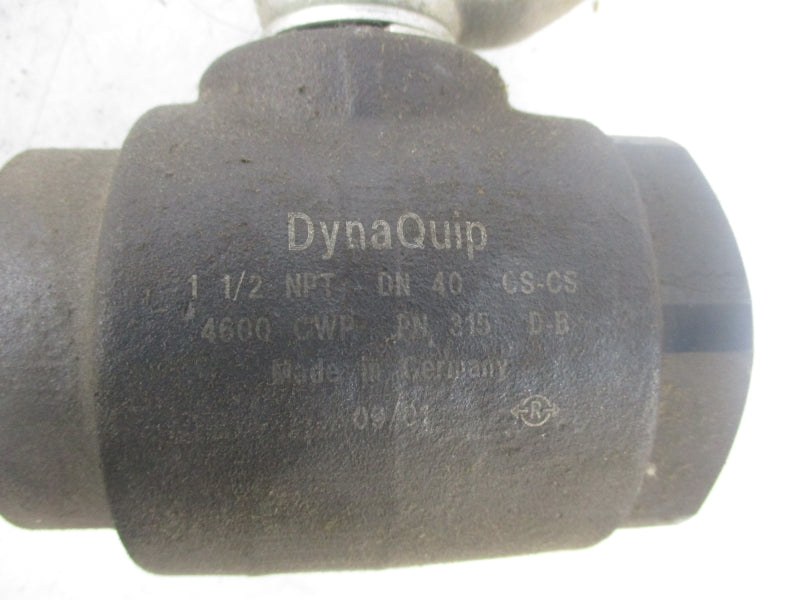 DynaQuip
1 1/2 NPT - DN 40 CS-CS
4600 CWP PN 315 D-B
Made in Germany
09/01 R